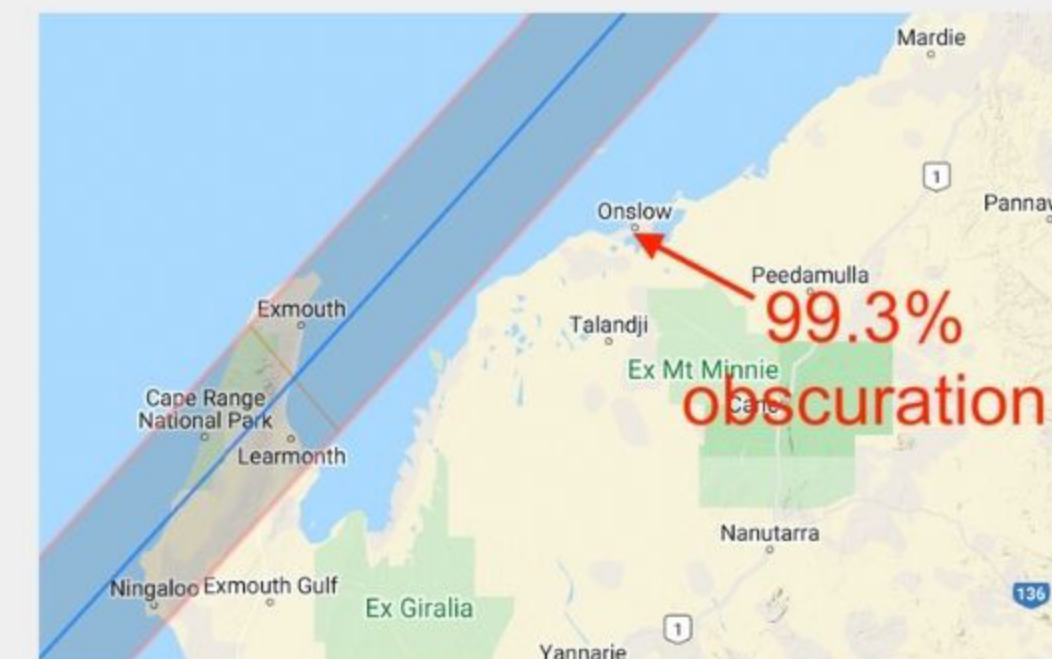 Mardie
1
Onslow
Peedamulla
Exmouth
99.3%
Talandji
Ex Mt Minnie
Cape Range
National Park
obscuration
Learmonth
Nanutarra
Ningaloo
Exmouth Gulf
Ex Giralia
136
1
Yannarie